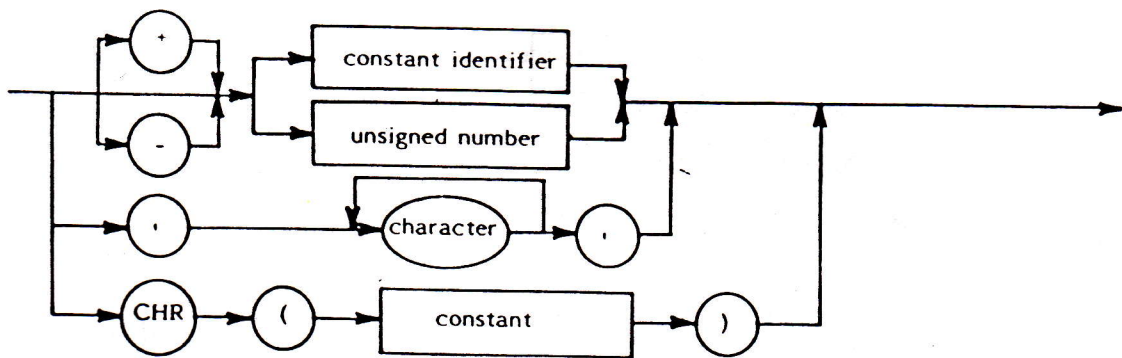 +
constant identifier
unsigned number
-
' character '
CHR ( constant )